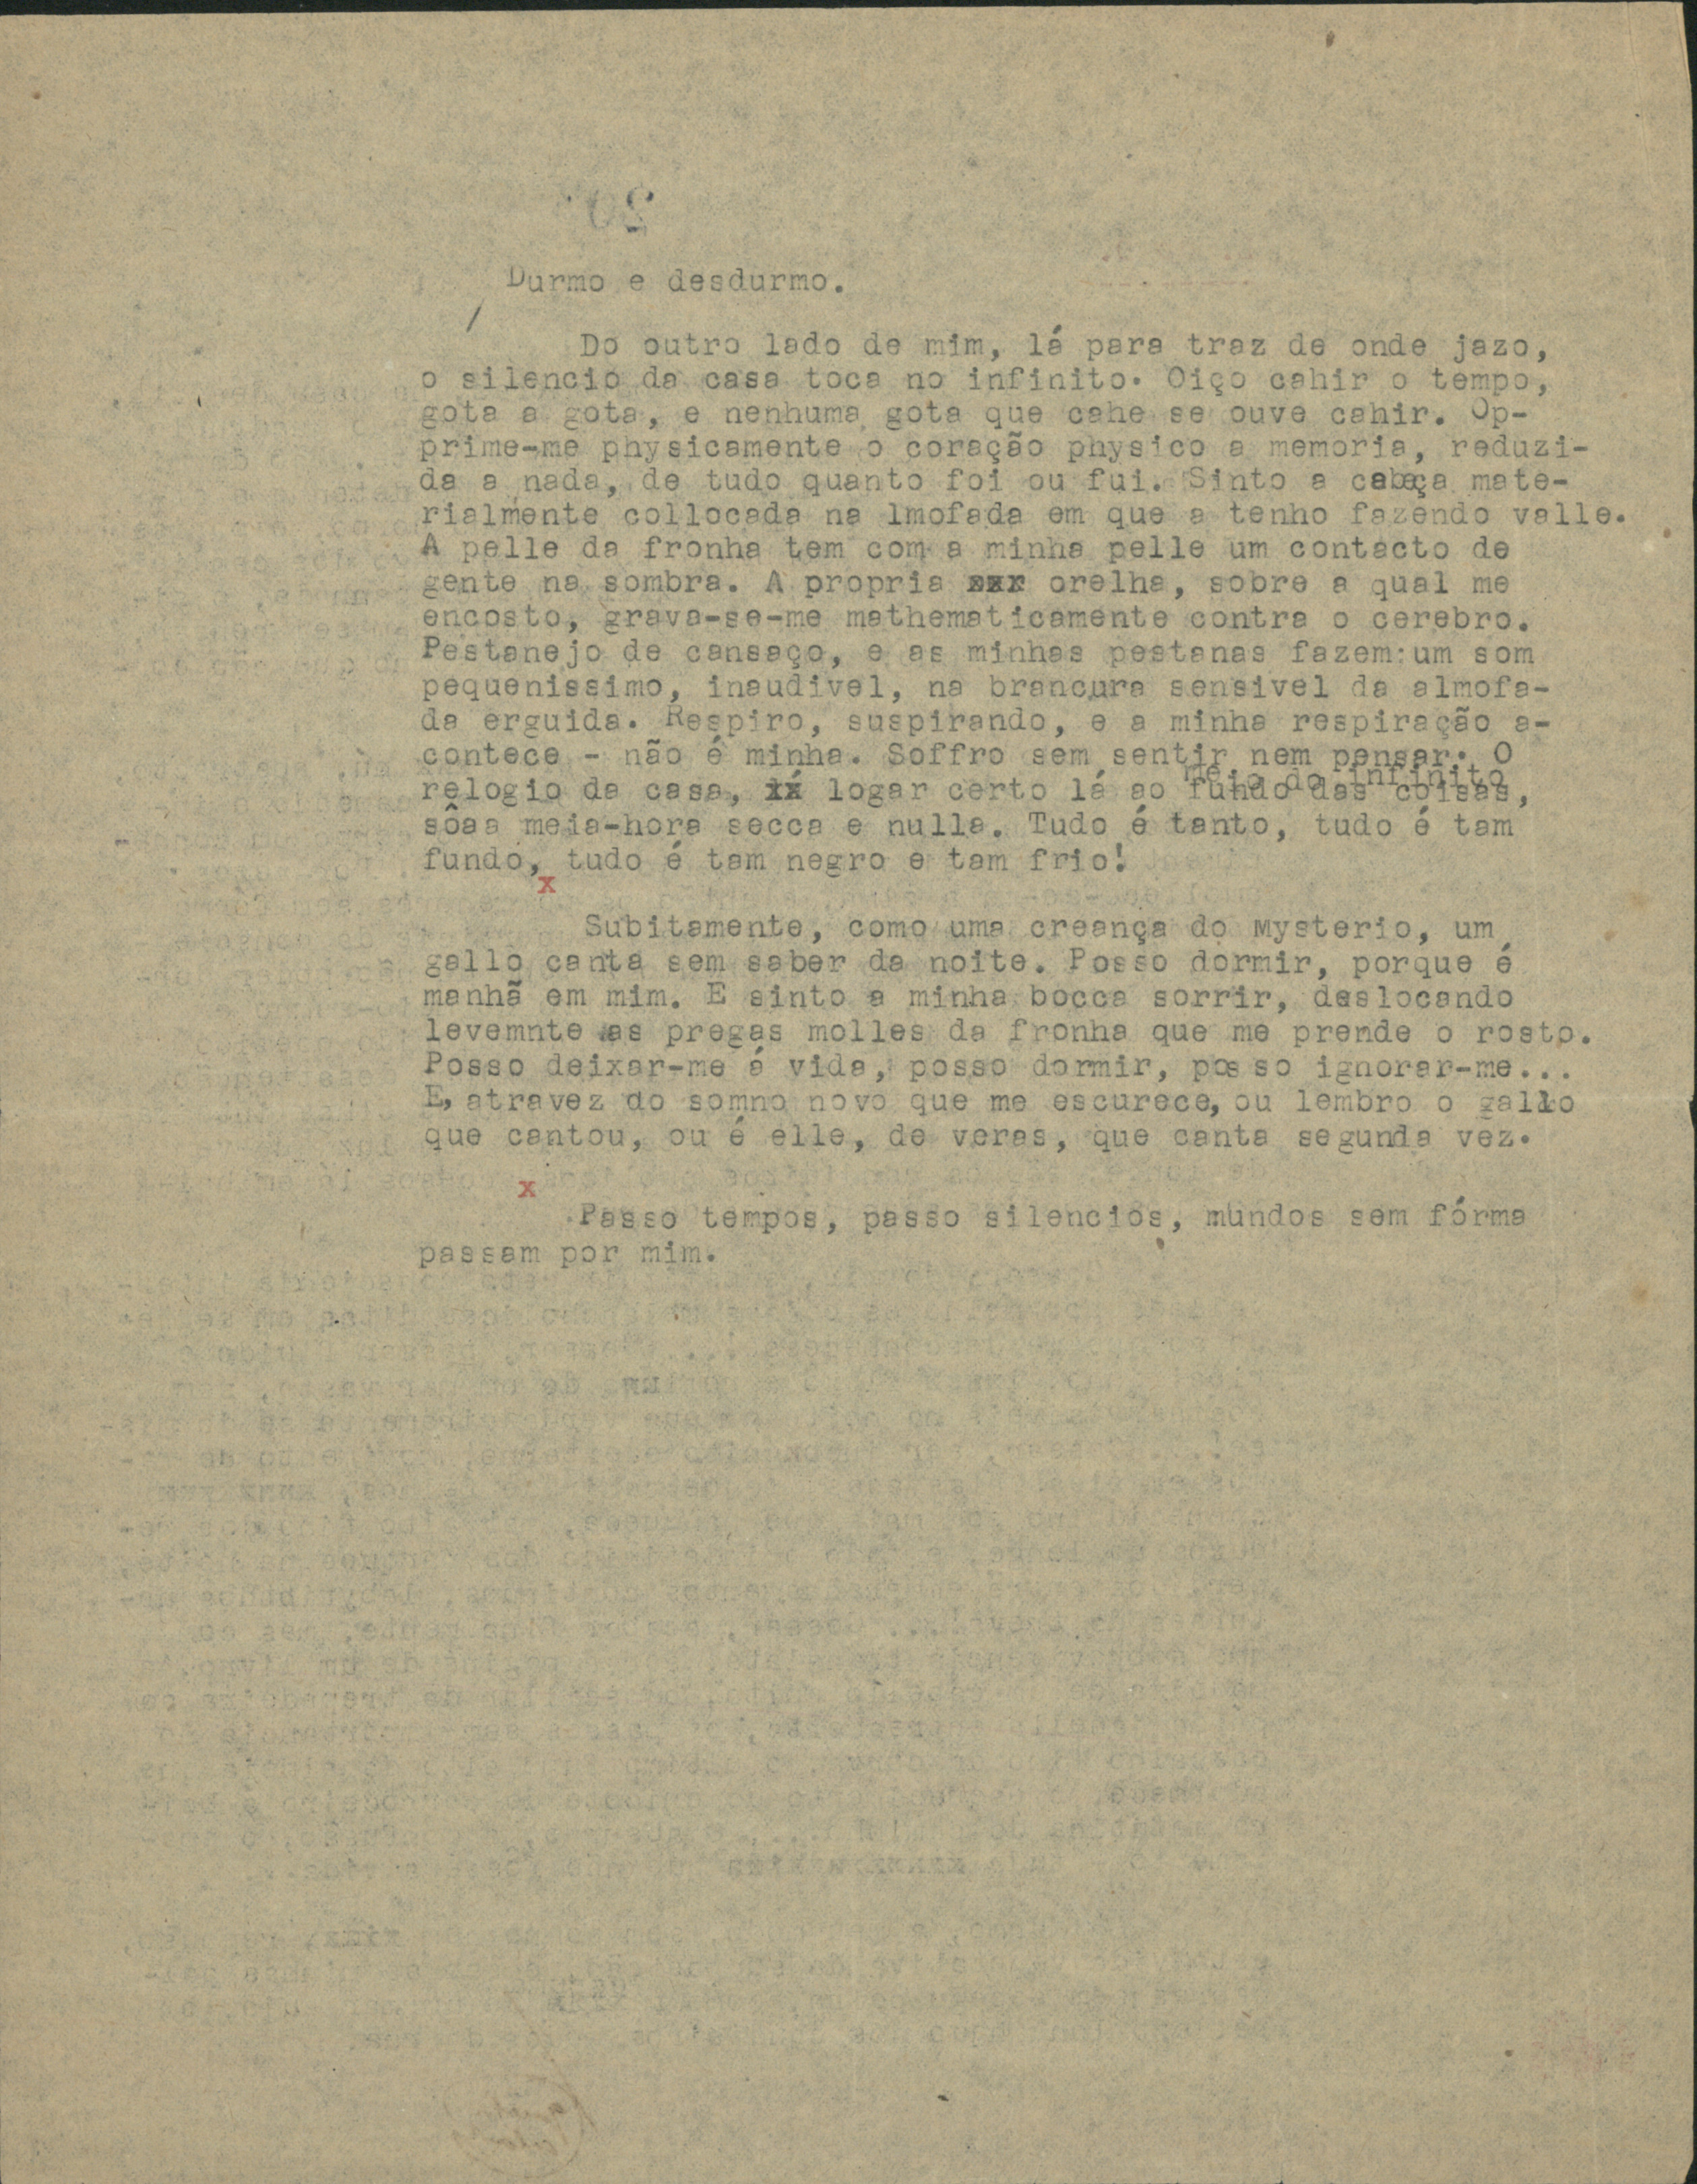 Durmo e desdurmo.
/
Do outro lado de mim, lá para traz de onde jazo,
o silencio da casa toca no infinito. Oiço cahir o tempo,
gota a gota, e nenhuma gota que cahe se ouve cahir. Op-
prime-me physicamente o coração physico a memoria, reduzi-
da a nada, de tudo quanto foi ou fui. Sinto a cabeça mate-
rialmente collocada na lmofada em que a tenho fazendo valle.
A pelle da fronha tem com a minha pelle um contacto de
gente na sombra. A propria xxx orelha, sobre a qual me
encosto, grava-se-me mathematicamente contra o cerebro.
Pestanejo de cansaço, e as minhas pestanas fazem um som
pequenissimo, inaudivel, na brancura sensivel da almofa-
da erguida. Respiro, suspirando, e a minha respiração a-
contece - não é minha. Soffro sem sentir nem pensar. O
meio do infinito
relogio da casa, xx logar certo lá ao fundo das coisas,
sôaa meia-hora secca e nulla. Tudo é tanto, tudo é tam
fundo, tudo é tam negro e tam frio!
x
Subitamente, como uma creança do Mysterio, um
gallo canta sem saber da noite. Posso dormir, porque é
manhã em mim. E sinto a minha bocca sorrir, deslocando
levemnte as pregas molles da fronha que me prende o rosto.
Posso deixar-me á vida, posso dormir, posso ignorar-me...
E, atravez do somno novo que me escurece, ou lembro o gallo
que cantou, ou é elle, de veras, que canta segunda vez.
x
Passo tempos, passo silencios, mundos sem fórma
passam por mim.